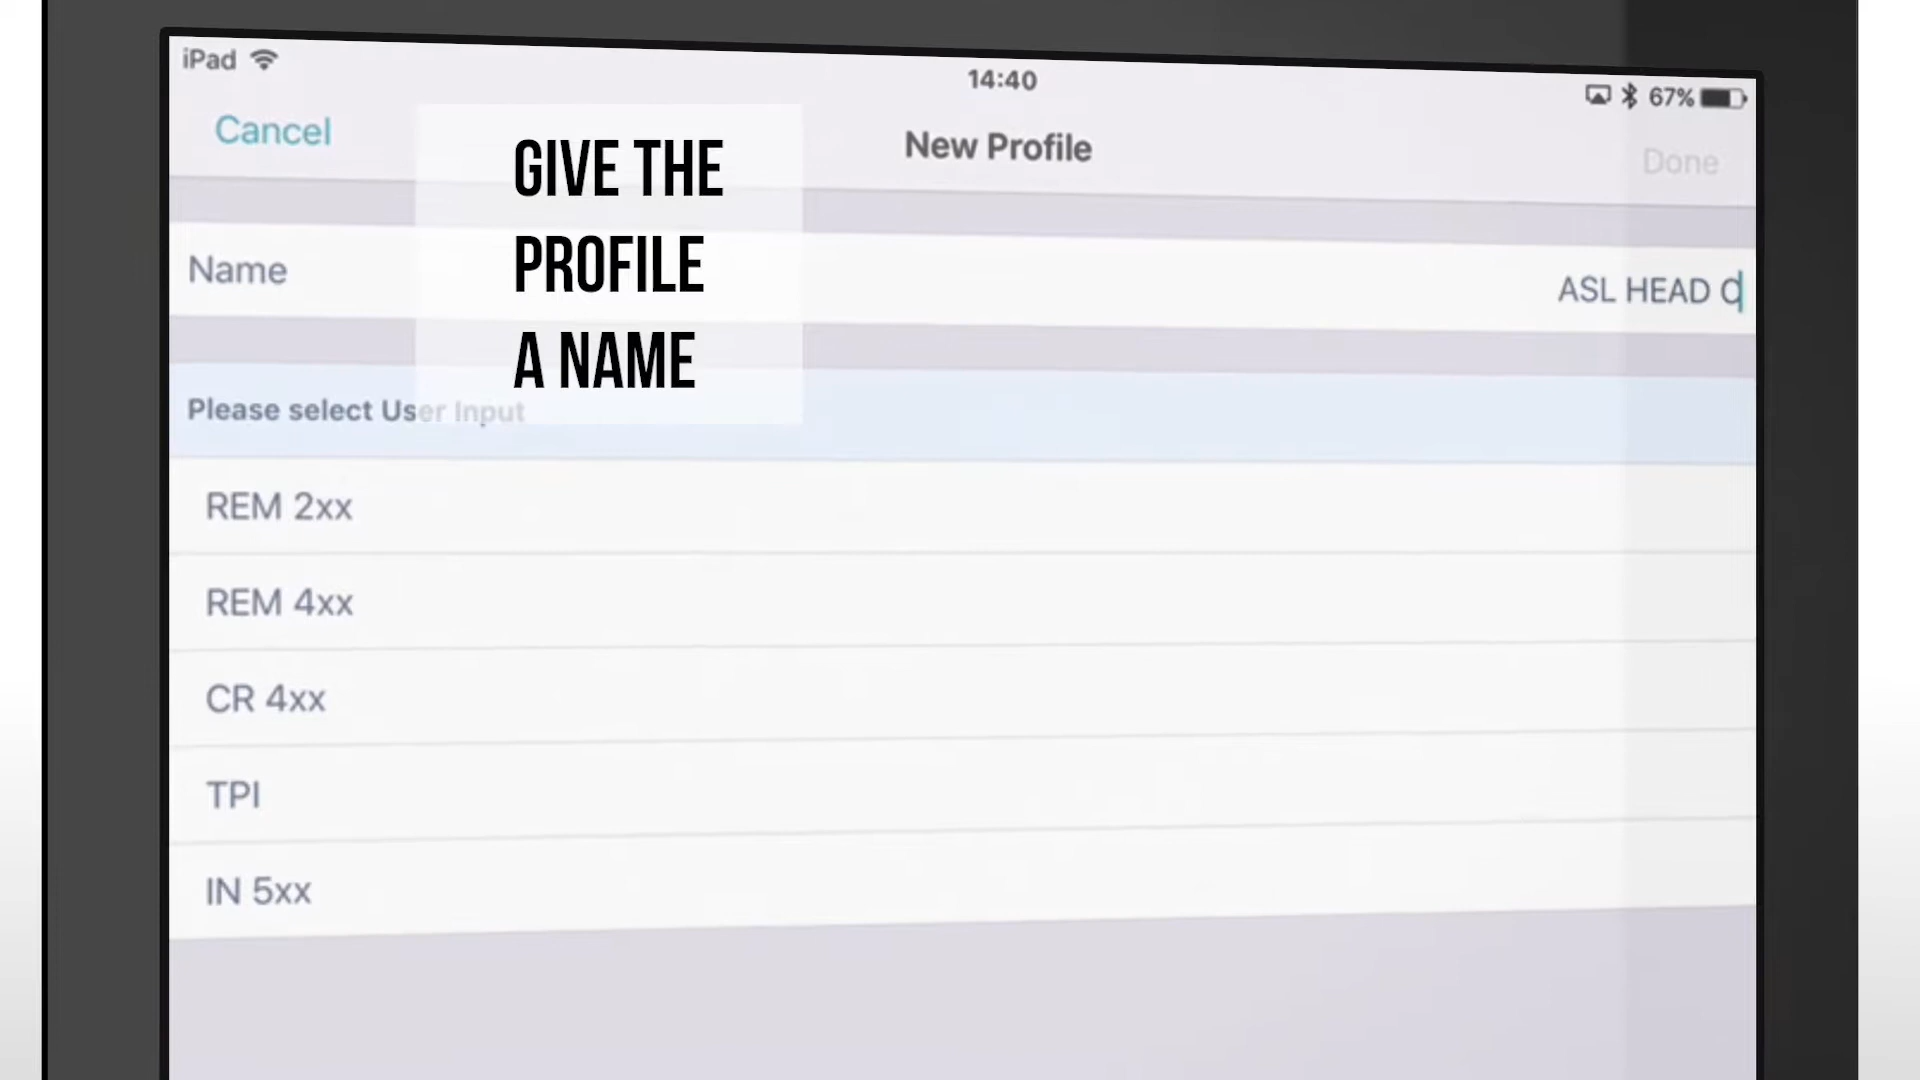 iPad
14:40
67%
Cancel
New Profile
Done
GIVE THE
PROFILE
A NAME
Name
ASL HEAD C
Please select User Input
REM 2xx
REM 4xx
CR 4xx
TPI
IN 5xx